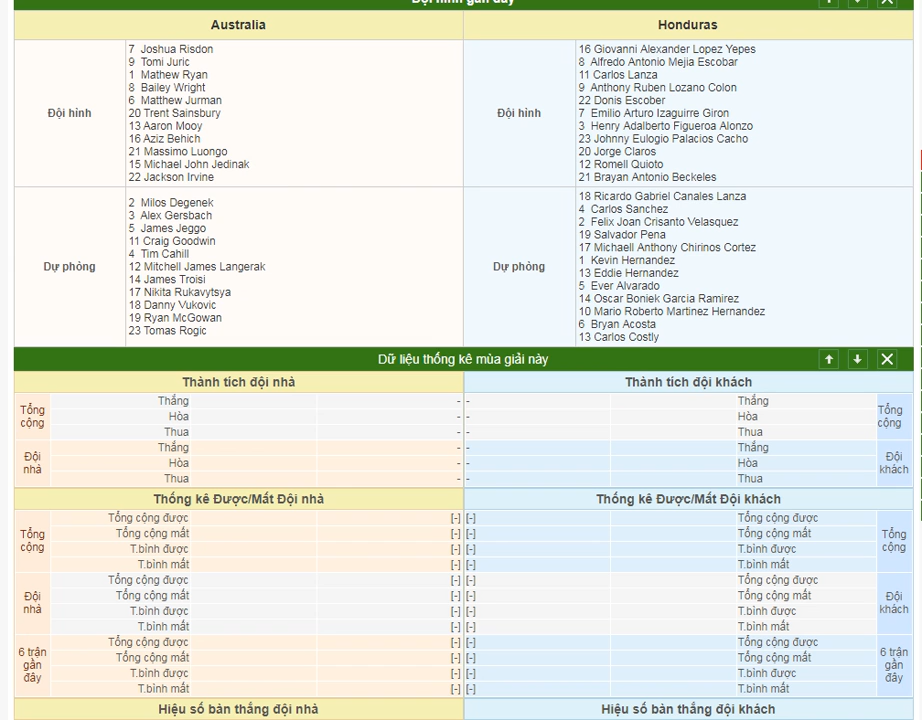 Đội hình gần đây
Australia
Honduras
Đội hình
7 Joshua Risdon
9 Tomi Juric
1 Mathew Ryan
8 Bailey Wright
6 Matthew Jurman
20 Trent Sainsbury
13 Aaron Mooy
16 Aziz Behich
21 Massimo Luongo
15 Michael John Jedinak
22 Jackson Irvine
Đội hình
16 Giovanni Alexander Lopez Yepes
8 Alfredo Antonio Mejia Escobar
11 Carlos Lanza
9 Anthony Ruben Lozano Colon
22 Donis Escober
7 Emilio Arturo Izaguirre Giron
3 Henry Adalberto Figueroa Alonzo
23 Johnny Eulogio Palacios Cacho
20 Jorge Claros
12 Romell Quioto
21 Brayan Antonio Beckeles
Dự phòng
2 Milos Degenek
3 Alex Gersbach
5 James Jeggo
11 Craig Goodwin
4 Tim Cahill
12 Mitchell James Langerak
14 James Troisi
17 Nikita Rukavytsya
18 Danny Vukovic
19 Ryan McGowan
23 Tomas Rogic
Dự phòng
18 Ricardo Gabriel Canales Lanza
4 Carlos Sanchez
2 Felix Joan Crisanto Velasquez
19 Salvador Pena
17 Michaell Anthony Chirinos Cortez
1 Kevin Hernandez
13 Eddie Hernandez
5 Ever Alvarado
14 Oscar Boniek Garcia Ramirez
10 Mario Roberto Martinez Hernandez
6 Bryan Acosta
13 Carlos Costly
Dữ liệu thống kê mùa giải này
Thành tích đội nhà
Thành tích đội khách
Tổng cộng
Thắng - - Thắng
Hòa - - Hòa
Thua - - Thua
Tổng cộng
Đội nhà
Thắng - - Thắng
Hòa - - Hòa
Thua - - Thua
Đội khách
Thống kê Được/Mất Đội nhà
Thống kê Được/Mất Đội khách
Tổng cộng
Tổng cộng được [-] [-] Tổng cộng được
Tổng cộng mất [-] [-] Tổng cộng mất
T.bình được [-] [-] T.bình được
T.bình mất [-] [-] T.bình mất
Tổng cộng
Đội nhà
Tổng cộng được [-] [-] Tổng cộng được
Tổng cộng mất [-] [-] Tổng cộng mất
T.bình được [-] [-] T.bình được
T.bình mất [-] [-] T.bình mất
Đội khách
6 trận gần đây
Tổng cộng được [-] [-] Tổng cộng được
Tổng cộng mất [-] [-] Tổng cộng mất
T.bình được [-] [-] T.bình được
T.bình mất [-] [-] T.bình mất
6 trận gần đây
Hiệu số bàn thắng đội nhà
Hiệu số bàn thắng đội khách